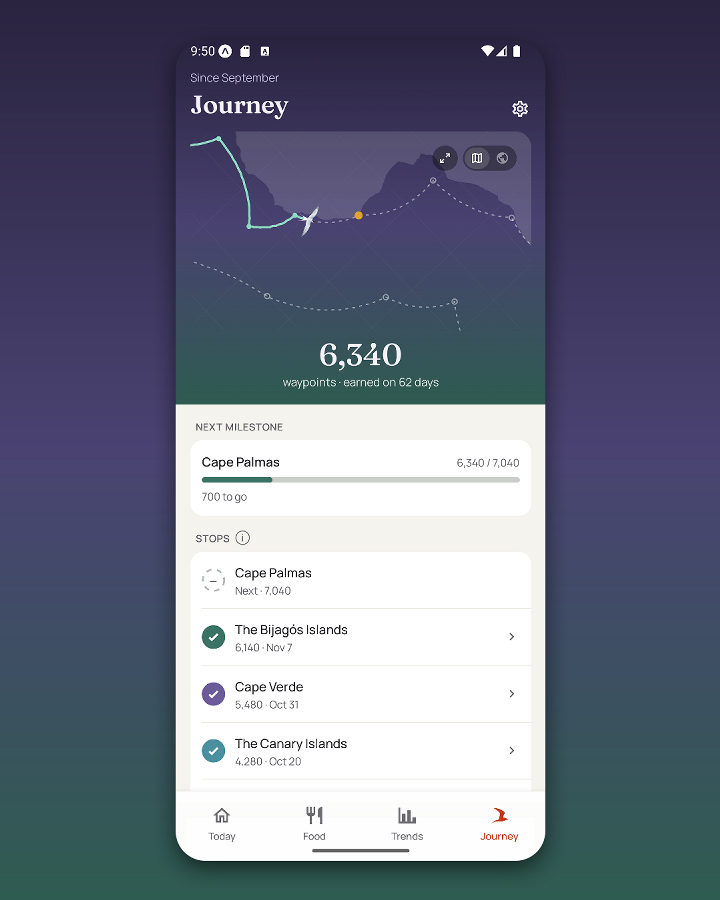 9:50
Since September
Journey
6,340
waypoints · earned on 62 days
NEXT MILESTONE
Cape Palmas
6,340 / 7,040
700 to go
STOPS
Cape Palmas
Next · 7,040
The Bijagós Islands
6,140 · Nov 7
Cape Verde
5,480 · Oct 31
The Canary Islands
4,280 · Oct 20
Today
Food
Trends
Journey